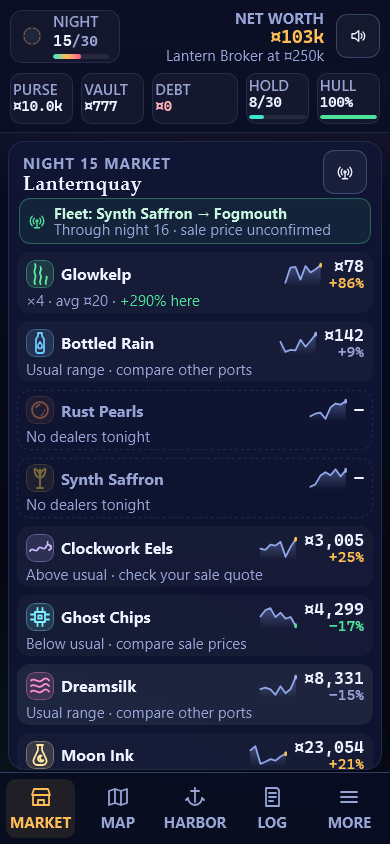 NIGHT
15/30
NET WORTH
¤103k
Lantern Broker at ¤250k
PURSE
¤10.0k
VAULT
¤777
DEBT
¤0
HOLD
8/30
HULL
100%
NIGHT 15 MARKET
Lanternquay
Fleet: Synth Saffron → Fogmouth
Through night 16 · sale price unconfirmed
Glowkelp
¤78
+86%
×4 · avg ¤20 · +290% here
Bottled Rain
¤142
+9%
Usual range · compare other ports
Rust Pearls
–
No dealers tonight
Synth Saffron
–
No dealers tonight
Clockwork Eels
¤3,005
+25%
Above usual · check your sale quote
Ghost Chips
¤4,299
−17%
Below usual · compare sale prices
Dreamsilk
¤8,331
−15%
Usual range · compare other ports
Moon Ink
¤23,054
+21%
MARKET
MAP
HARBOR
LOG
MORE